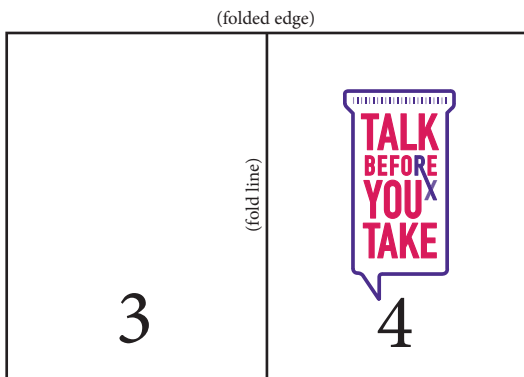 (folded edge)
(fold line)
TALK
BEFORE
YOU
TAKE
3
4